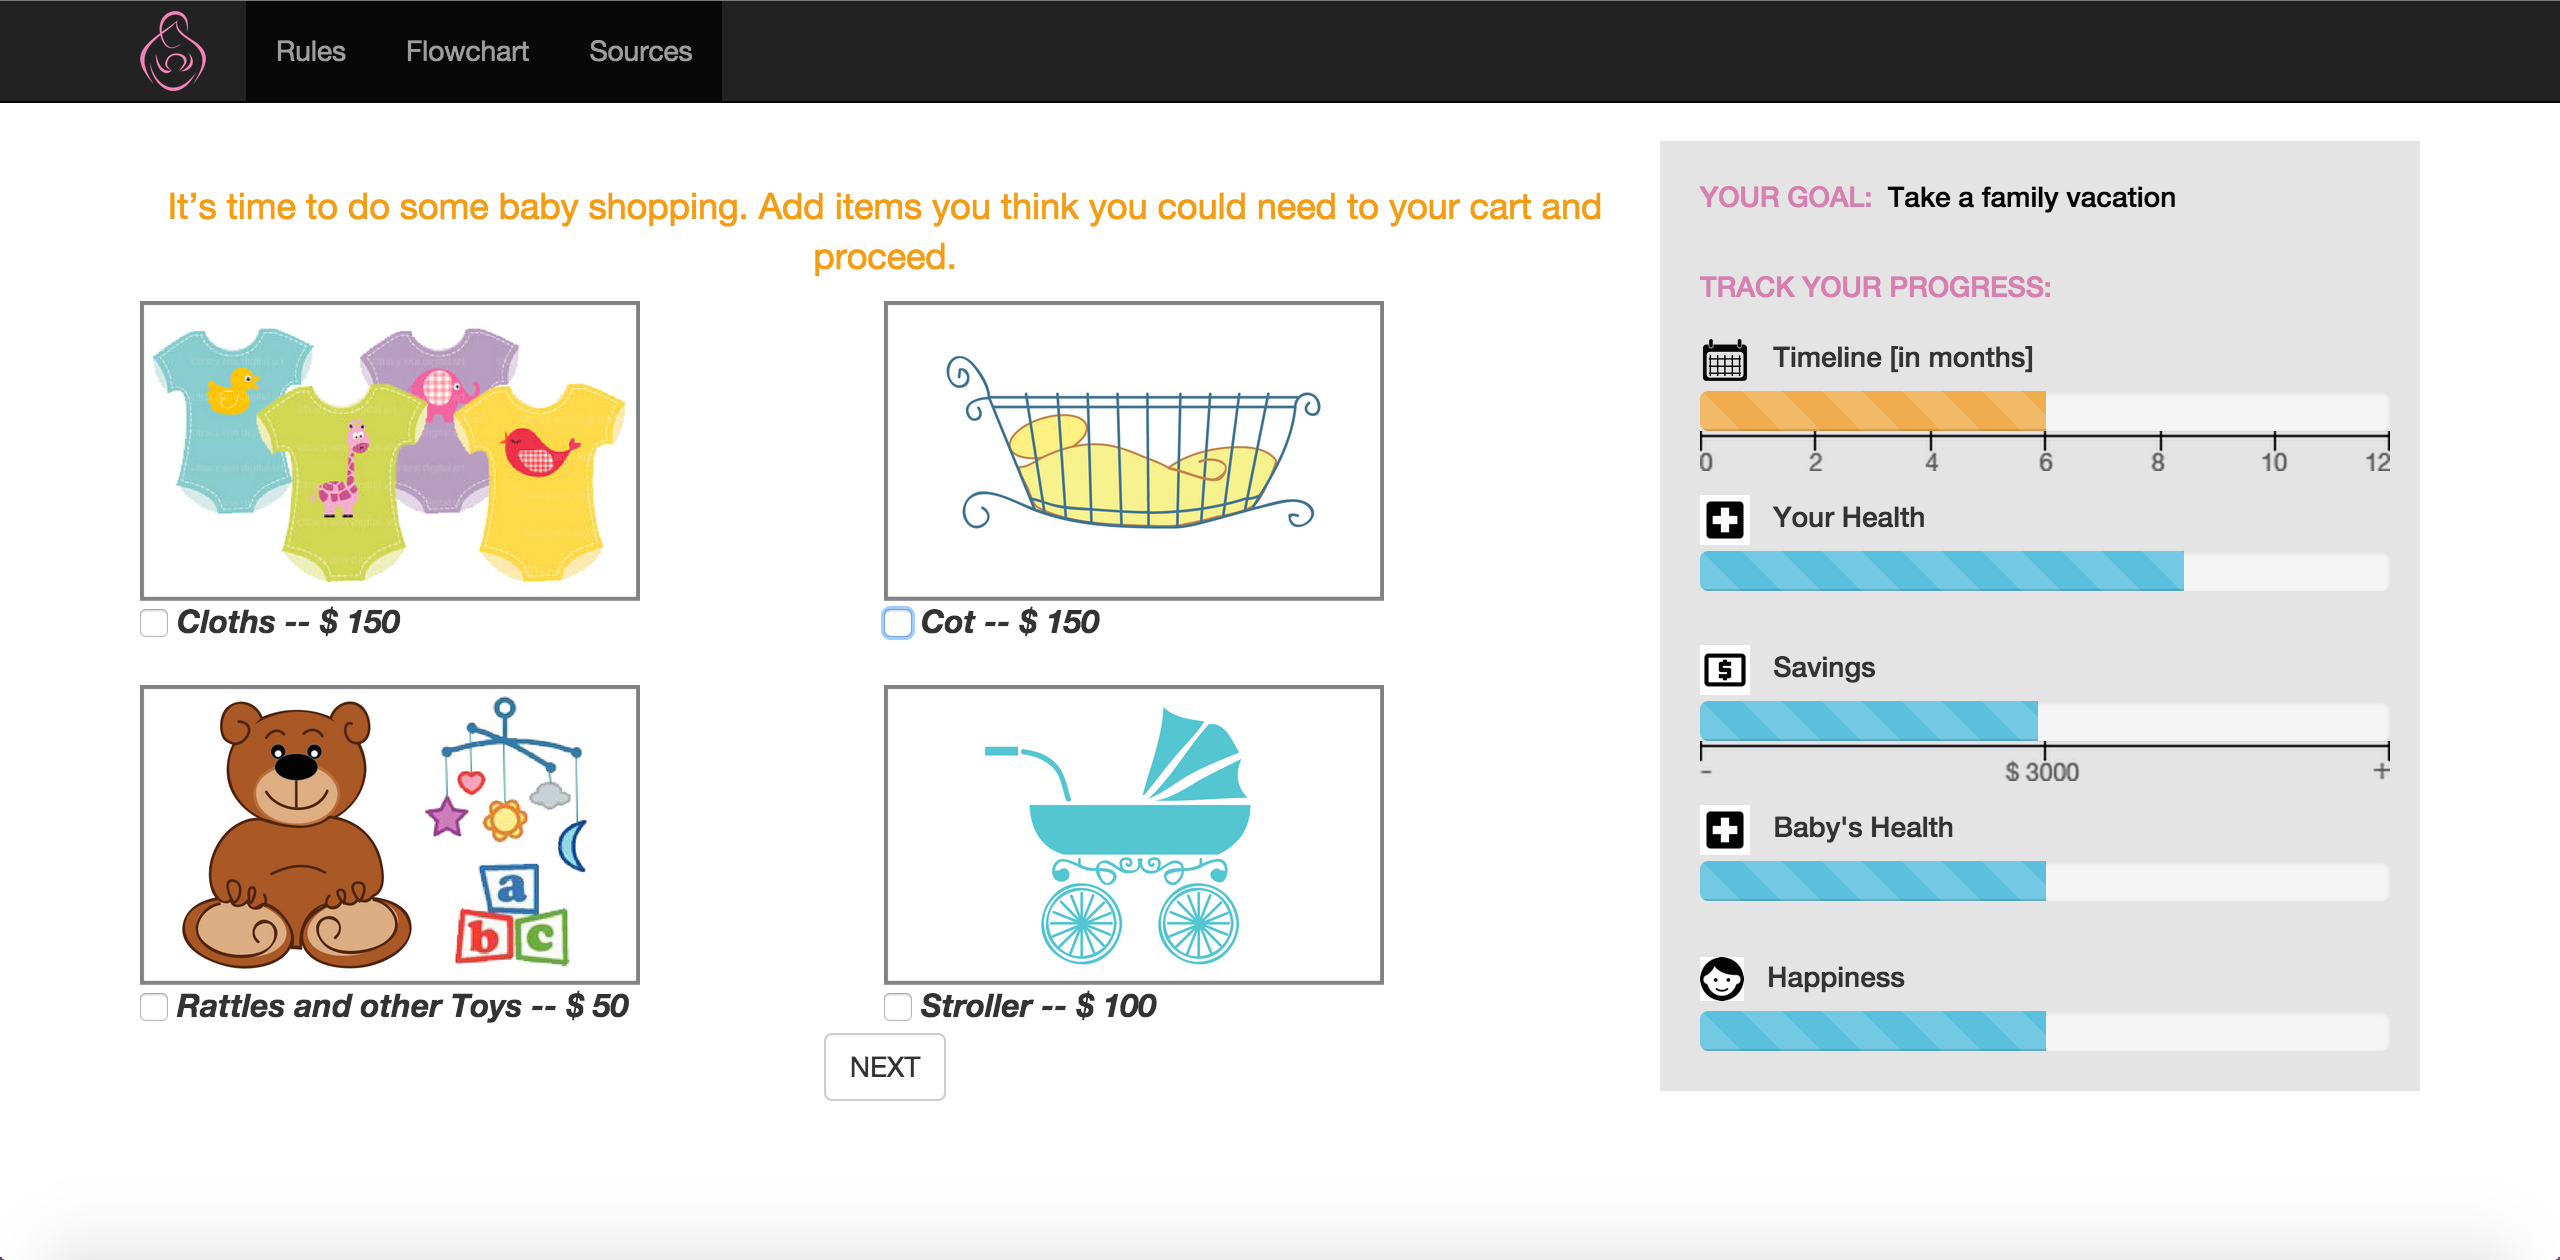 Rules Flowchart Sources
It’s time to do some baby shopping. Add items you think you could need to your cart and
proceed.
Cloths -- $ 150
Cot -- $ 150
a
b c
Rattles and other Toys -- $ 50
Stroller -- $ 100
NEXT
YOUR GOAL: Take a family vacation
TRACK YOUR PROGRESS:
Timeline [in months]
0 2 4 6 8 10 12
Your Health
$ Savings
- $ 3000 +
Baby's Health
Happiness